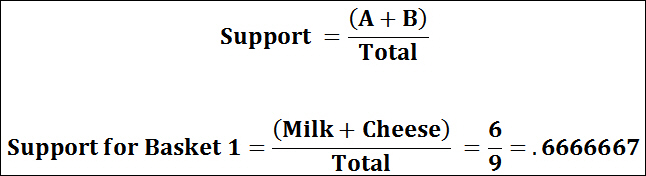 Support = (A + B) / Total
Support for Basket 1 = (Milk + Cheese) / Total = 6 / 9 = . 6666667